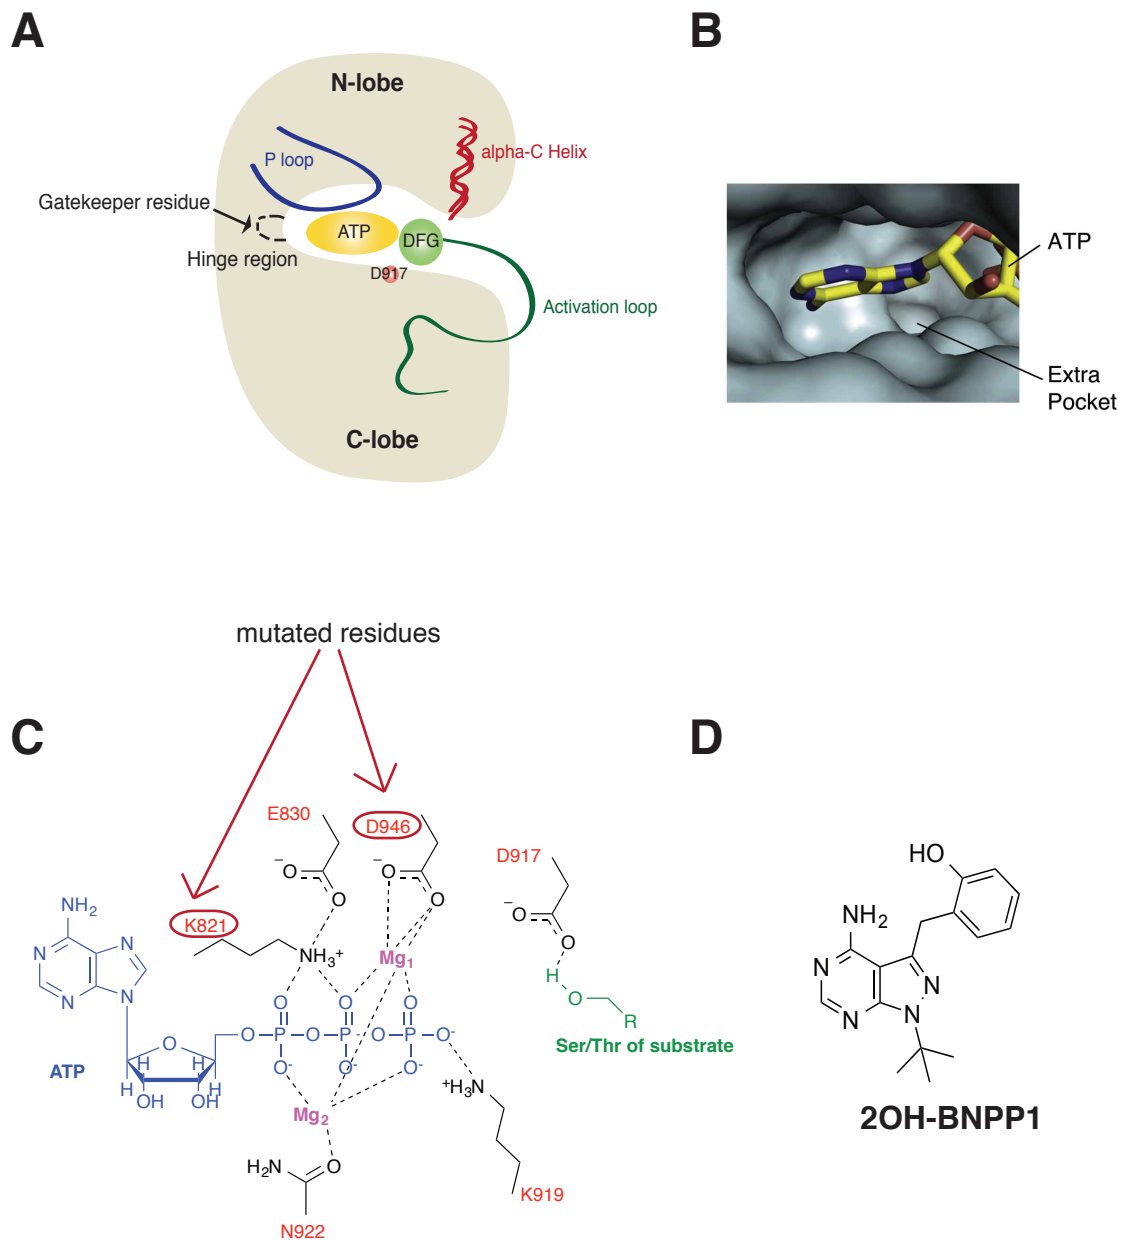 A
N-lobe
P loop
alpha-C Helix
Gatekeeper residue
ATP
DFG
Hinge region
D917
Activation loop
C-lobe
B
ATP
Extra
Pocket
mutated residues
C
E830
D946
D917
K821
⁻O
O
⁻O
O
⁻O
O
NH₃⁺
Mg₁
H
O
R
Ser/Thr of substrate
NH₂
N
N
N
N
O
O
O
O
P
O
P
O
P
O⁻
O⁻
O⁻
O⁻
O
H
H
H
H
OH
OH
ATP
Mg₂
⁺H₃N
H₂N
O
K919
N922
D
HO
NH₂
N
N
N
N
2OH-BNPP1